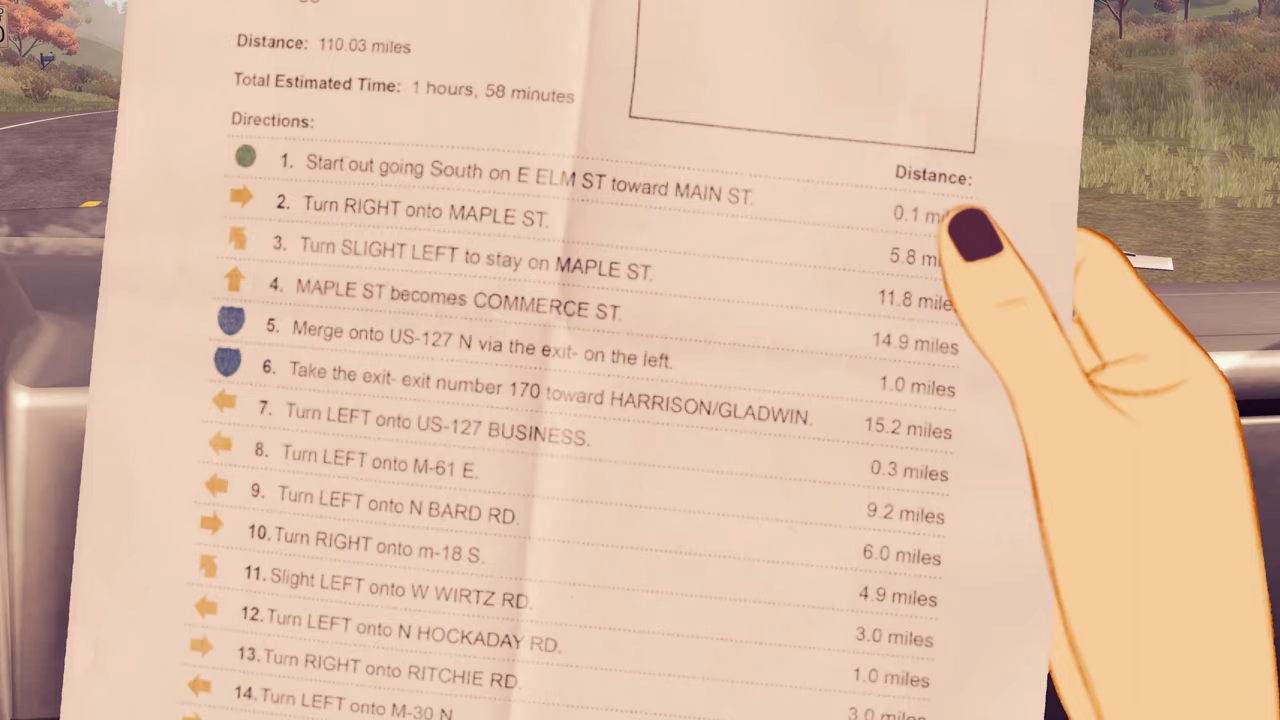 Distance: 110.03 miles
Total Estimated Time: 1 hours, 58 minutes
Directions:
Distance:
1. Start out going South on E ELM ST toward MAIN ST. 0.1
2. Turn RIGHT onto MAPLE ST. 5.8
3. Turn SLIGHT LEFT to stay on MAPLE ST. 11.8
4. MAPLE ST becomes COMMERCE ST. 14.9 miles
5. Merge onto US-127 N via the exit- on the left. 1.0 miles
6. Take the exit- exit number 170 toward HARRISON/GLADWIN. 15.2 miles
7. Turn LEFT onto US-127 BUSINESS. 0.3 miles
8. Turn LEFT onto M-61 E. 9.2 miles
9. Turn LEFT onto N BARD RD. 6.0 miles
10. Turn RIGHT onto m-18 S. 4.9 miles
11. Slight LEFT onto W WIRTZ RD. 3.0 miles
12. Turn LEFT onto N HOCKADAY RD. 1.0 miles
13. Turn RIGHT onto RITCHIE RD. 3.0 miles
14. Turn LEFT onto M-30 N